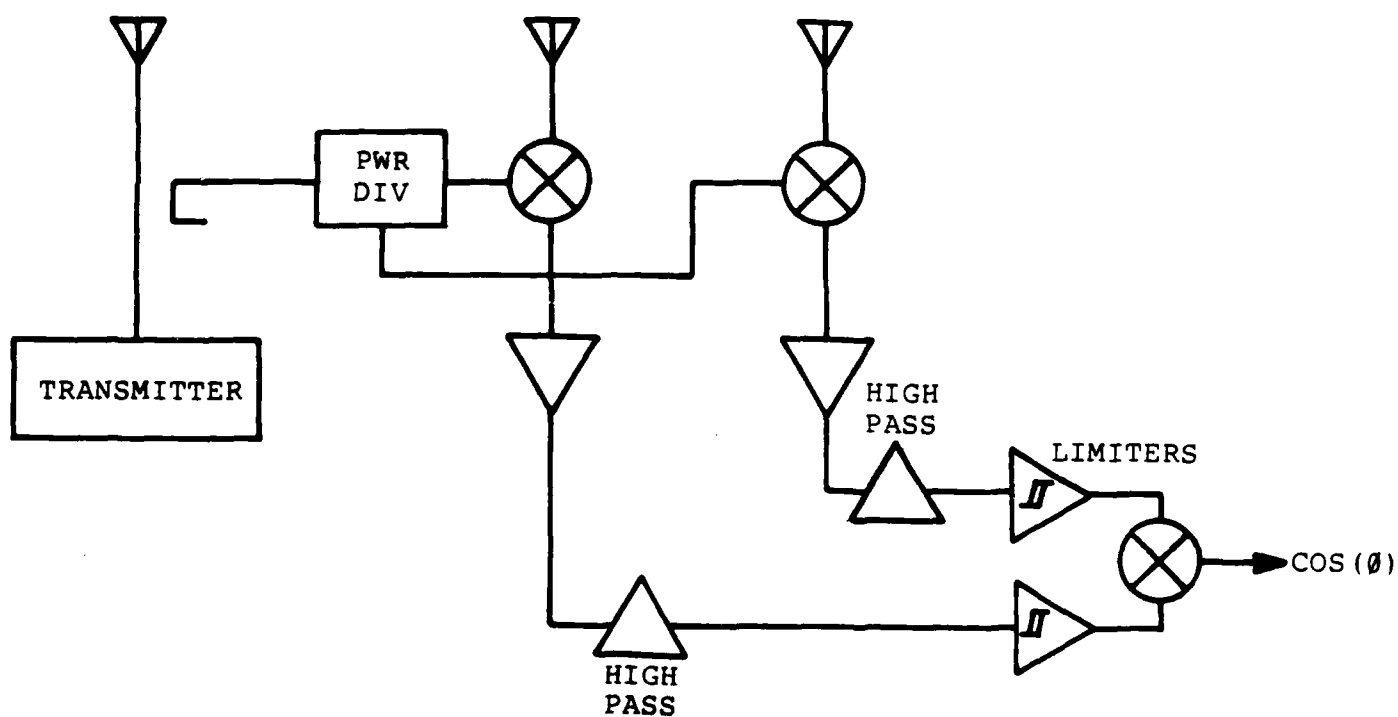 PWR
DIV
TRANSMITTER
HIGH
PASS
LIMITERS
COS(Ø)
HIGH
PASS